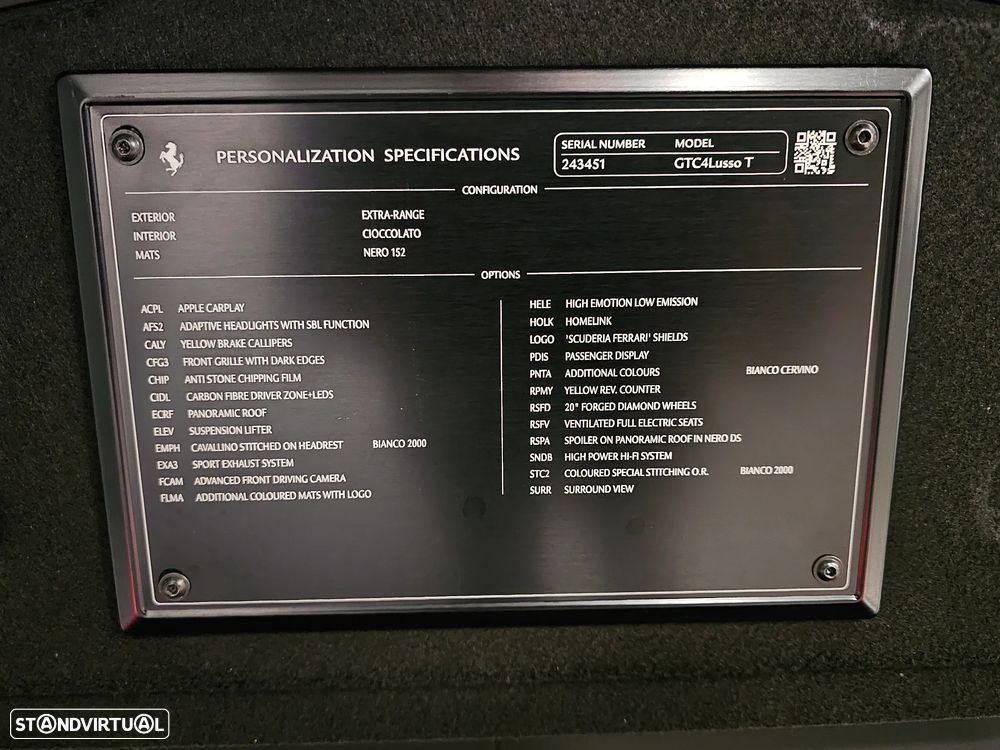 PERSONALIZATION SPECIFICATIONS
SERIAL NUMBER MODEL
243451 GTC4Lusso T
CONFIGURATION
EXTERIOR EXTRA-RANGE
INTERIOR CIOCCOLATO
MATS NERO 152
OPTIONS
ACPL APPLE CARPLAY
AFS2 ADAPTIVE HEADLIGHTS WITH SBL FUNCTION
CALY YELLOW BRAKE CALLIPERS
CFG3 FRONT GRILLE WITH DARK EDGES
CHIP ANTI STONE CHIPPING FILM
CIDL CARBON FIBRE DRIVER ZONE+LEDS
ECRF PANORAMIC ROOF
ELEV SUSPENSION LIFTER
EMPH CAVALLINO STITCHED ON HEADREST BIANCO 2000
EXA3 SPORT EXHAUST SYSTEM
FCAM ADVANCED FRONT DRIVING CAMERA
FLMA ADDITIONAL COLOURED MATS WITH LOGO
HELE HIGH EMOTION LOW EMISSION
HOLK HOMELINK
LOGO 'SCUDERIA FERRARI' SHIELDS
PDIS PASSENGER DISPLAY
PNTA ADDITIONAL COLOURS BIANCO CERVINO
RPMY YELLOW REV. COUNTER
RSFD 20" FORGED DIAMOND WHEELS
RSFV VENTILATED FULL ELECTRIC SEATS
RSPA SPOILER ON PANORAMIC ROOF IN NERO DS
SNDB HIGH POWER HI-FI SYSTEM
STC2 COLOURED SPECIAL STITCHING O.R. BIANCO 2000
SURR SURROUND VIEW
STANDVIRTUAL